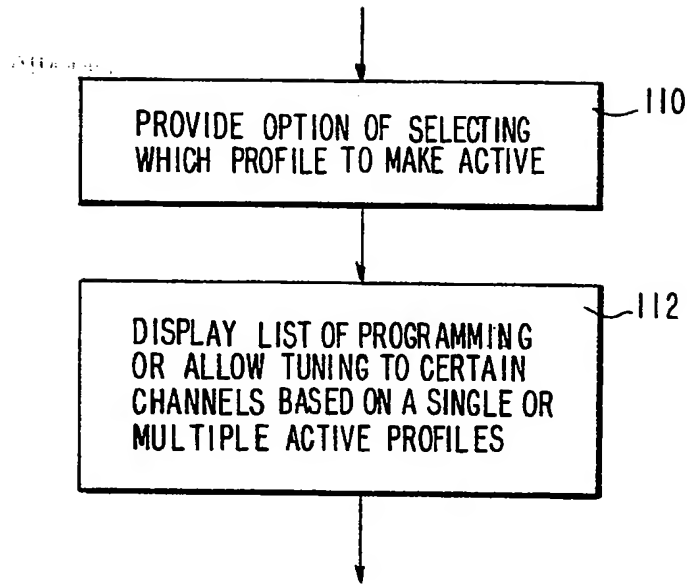 PROVIDE OPTION OF SELECTING
WHICH PROFILE TO MAKE ACTIVE
110
DISPLAY LIST OF PROGRAMMING
OR ALLOW TUNING TO CERTAIN
CHANNELS BASED ON A SINGLE OR
MULTIPLE ACTIVE PROFILES
112